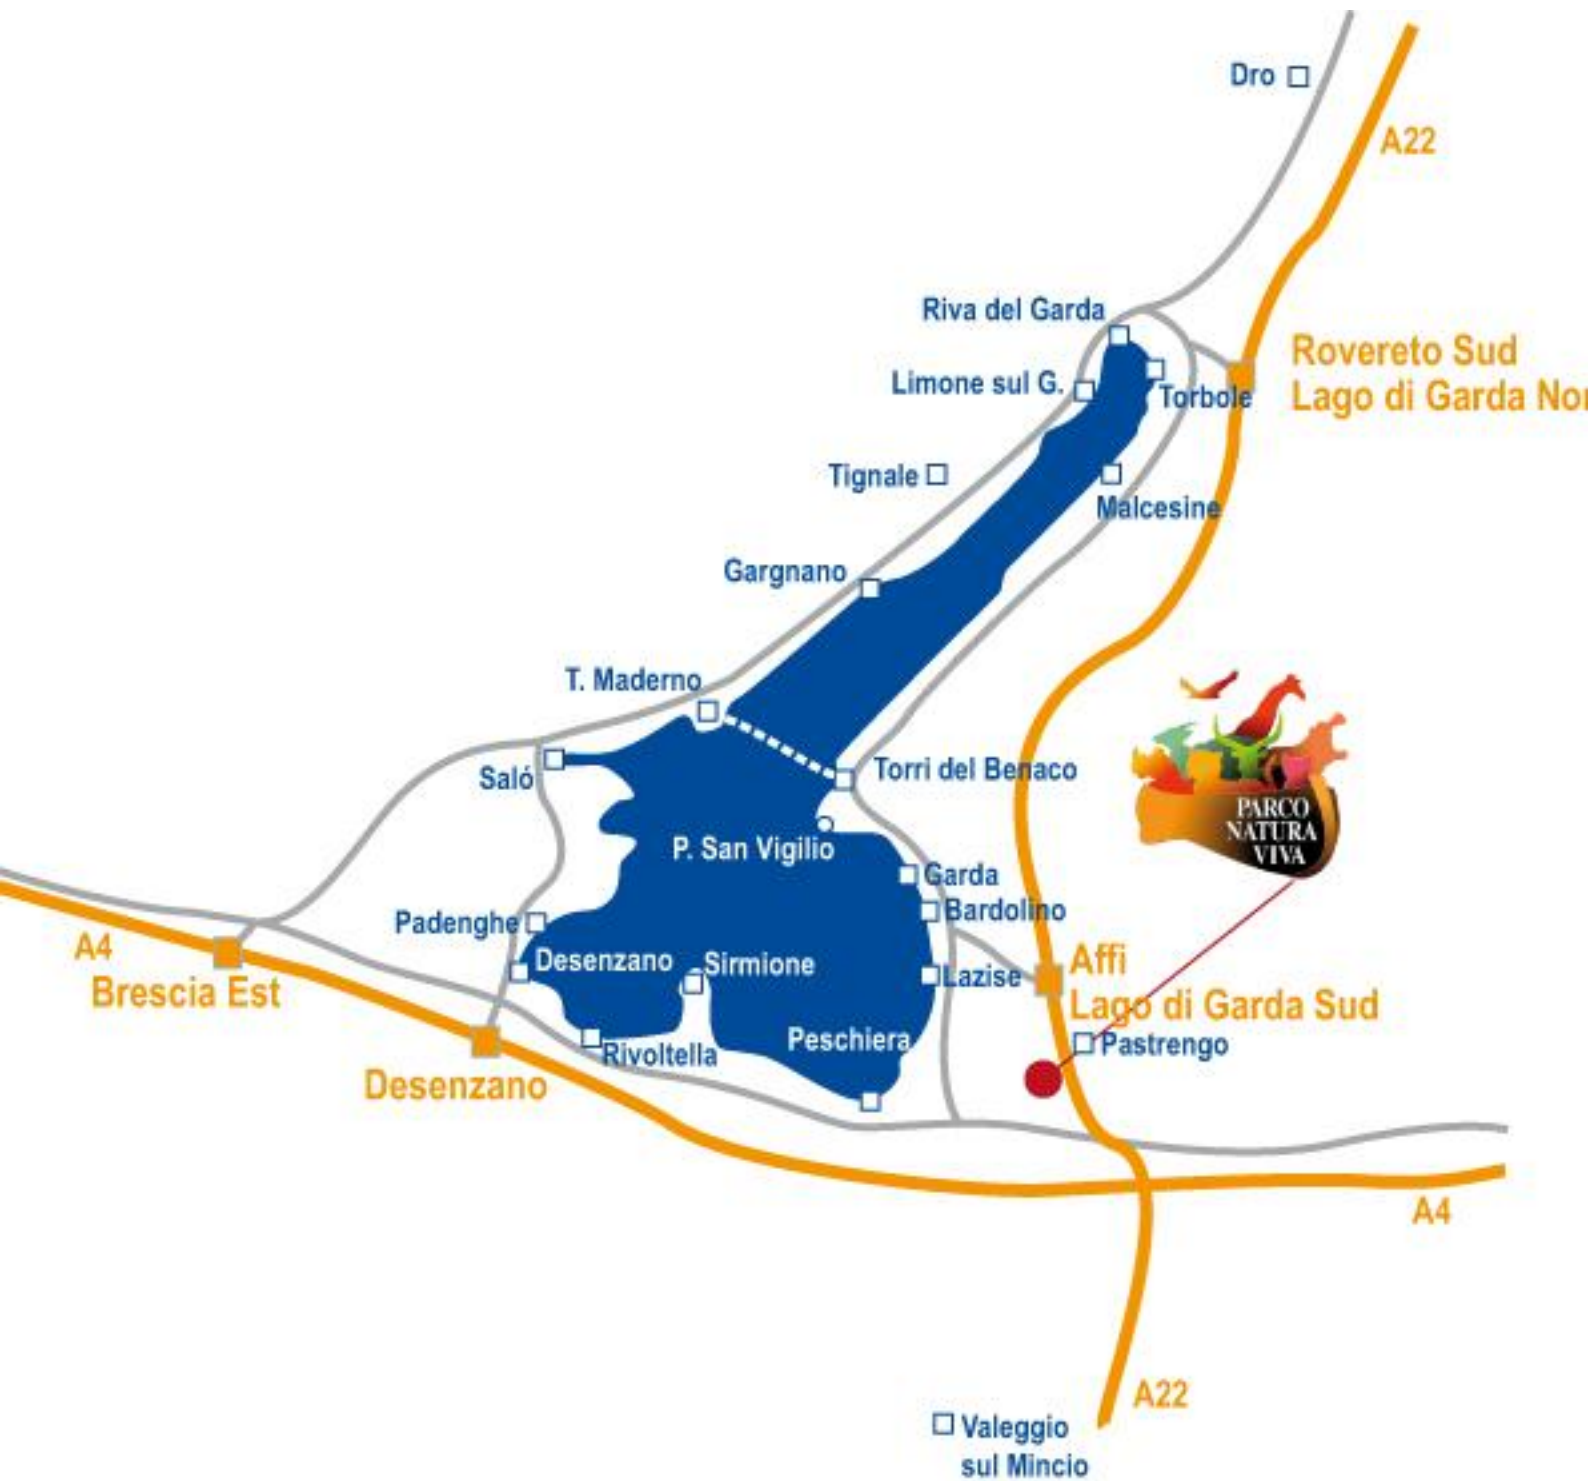 Dro
A22
Riva del Garda
Rovereto Sud
Lago di Garda Nor
Limone sul G.
Torbole
Tignale
Malcesine
Gargnano
T. Maderno
Saló
Torri del Benaco
PARCO
NATURA
VIVA
P. San Vigilio
Garda
Bardolino
Padenghe
A4
Brescia Est
Desenzano
Sirmione
Lazise
Affi
Lago di Garda Sud
Peschiera
Pastrengo
Rivoltella
Desenzano
A4
A22
Valeggio
sul Mincio